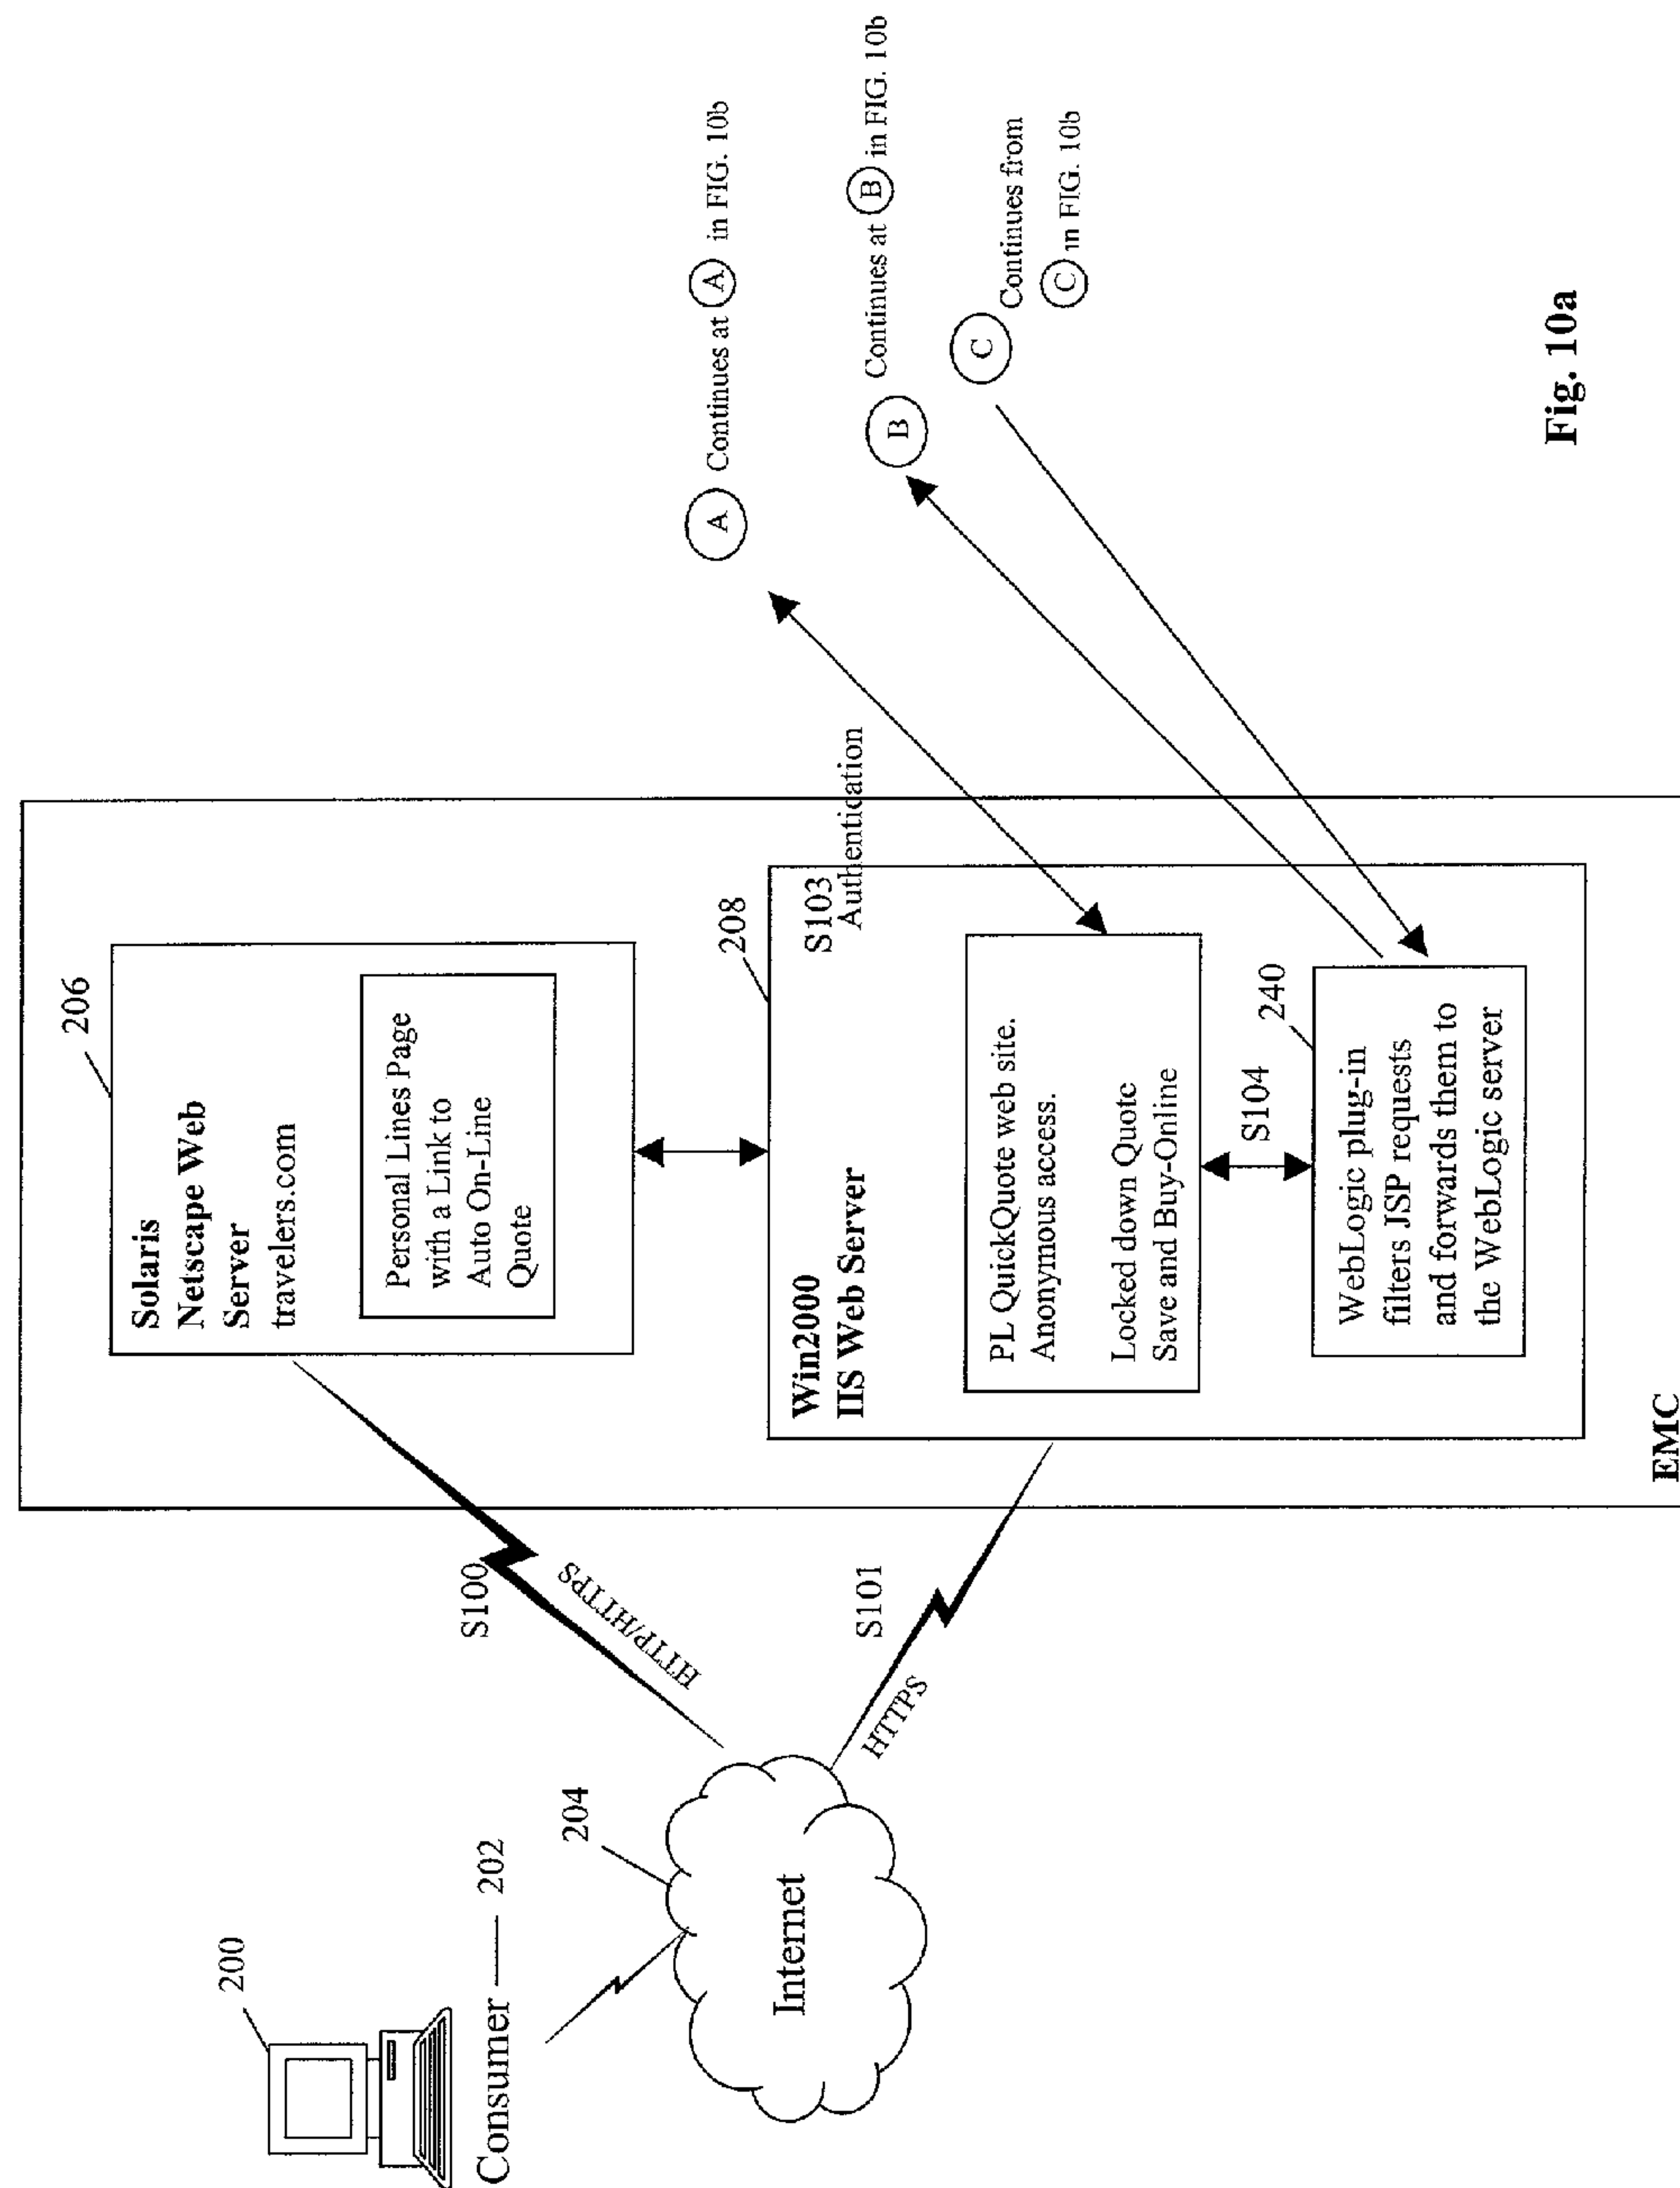 200
Consumer — 202
204
Internet
S100
HTTP/HTTPS
S101
HTTPS
206
Solaris
Netscape Web
Server
travelers.com
Personal Lines Page
with a Link to
Auto On-Line
Quote
208
Win2000
IIS Web Server
S103
Authentication
PL QuickQuote web site.
Anonymous access.
Locked down Quote
Save and Buy-Online
S104
240
WebLogic plug-in
filters JSP requests
and forwards them to
the WebLogic server
EMC
A Continues at A in FIG. 10b
B Continues at B in FIG. 10b
C Continues from
C in FIG. 10b
Fig. 10a